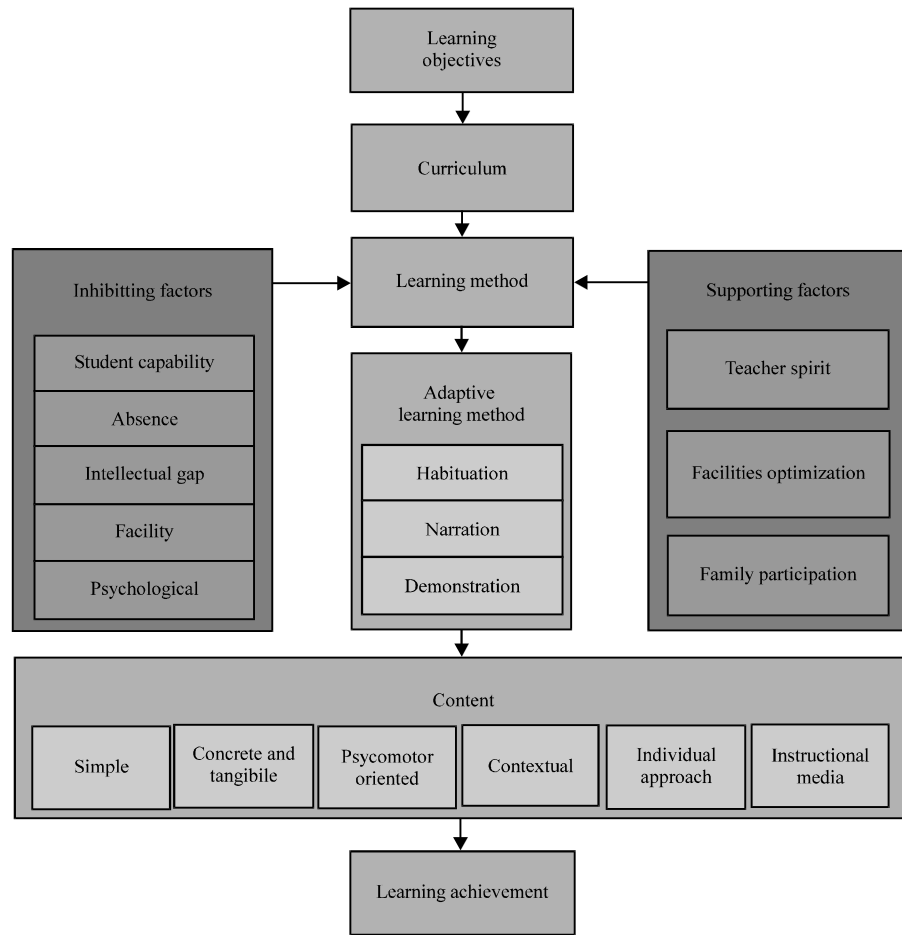 Learning
objectives
Curriculum
Learning method
Inhibitting factors
Student capability
Absence
Intellectual gap
Facility
Psychological
Supporting factors
Teacher spirit
Facilities optimization
Family participation
Adaptive
learning method
Habituation
Narration
Demonstration
Content
Simple
Concrete and
tangibile
Psycomotor
oriented
Contextual
Individual
approach
Instructional
media
Learning achievement